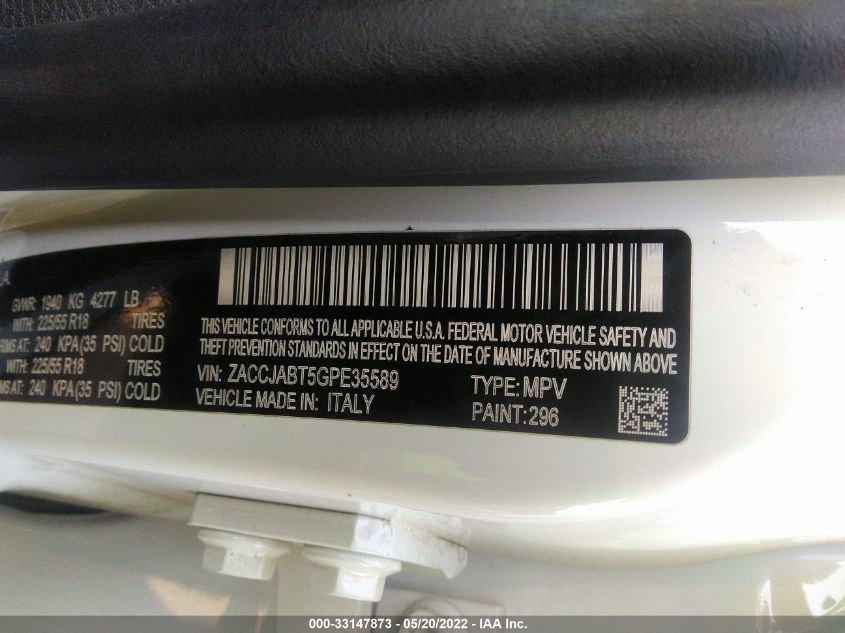 LA
GVWR: 1940 KG 4277 LB
WITH: 225/55 R18 TIRES
RIMS AT: 240 KPA(35 PSI) COLD
WITH: 225/55 R18
RIMS AT: 240 KPA(35 PSI) COLD
THIS VEHICLE CONFORMS TO ALL APPLICABLE U.S.A. FEDERAL MOTOR VEHICLE SAFETY AND
THEFT PREVENTION STANDARDS IN EFFECT ON THE DATE OF MANUFACTURE SHOWN ABOVE
VIN: ZACCJABT5GPE35589 TYPE: MPV
VEHICLE MADE IN: ITALY PAINT: 296
000-33147873 — 05/20/2022 — IAA Inc.